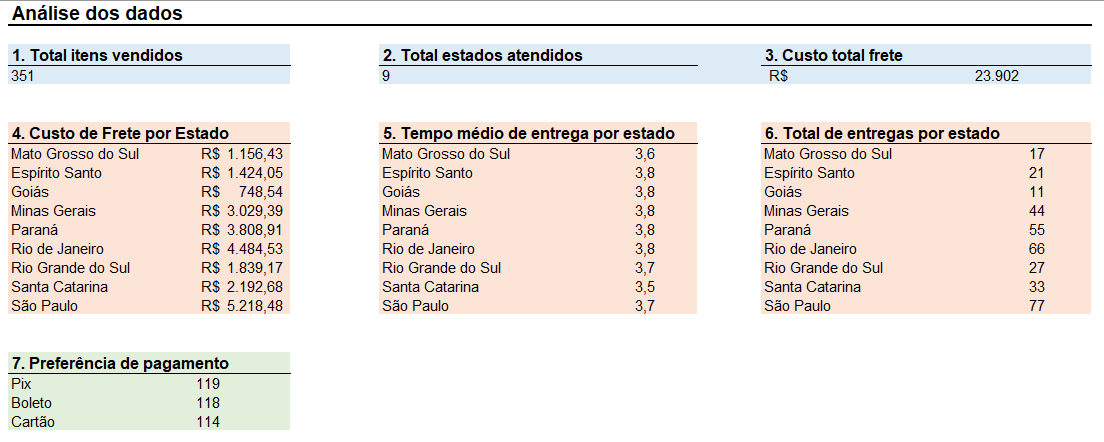 Análise dos dados
1. Total itens vendidos
351
2. Total estados atendidos
9
3. Custo total frete
R$ 23.902
4. Custo de Frete por Estado
Mato Grosso do Sul R$ 1.156,43
Espírito Santo R$ 1.424,05
Goiás R$ 748,54
Minas Gerais R$ 3.029,39
Paraná R$ 3.808,91
Rio de Janeiro R$ 4.484,53
Rio Grande do Sul R$ 1.839,17
Santa Catarina R$ 2.192,68
São Paulo R$ 5.218,48
5. Tempo médio de entrega por estado
Mato Grosso do Sul 3,6
Espírito Santo 3,8
Goiás 3,8
Minas Gerais 3,8
Paraná 3,8
Rio de Janeiro 3,8
Rio Grande do Sul 3,7
Santa Catarina 3,5
São Paulo 3,7
6. Total de entregas por estado
Mato Grosso do Sul 17
Espírito Santo 21
Goiás 11
Minas Gerais 44
Paraná 55
Rio de Janeiro 66
Rio Grande do Sul 27
Santa Catarina 33
São Paulo 77
7. Preferência de pagamento
Pix 119
Boleto 118
Cartão 114